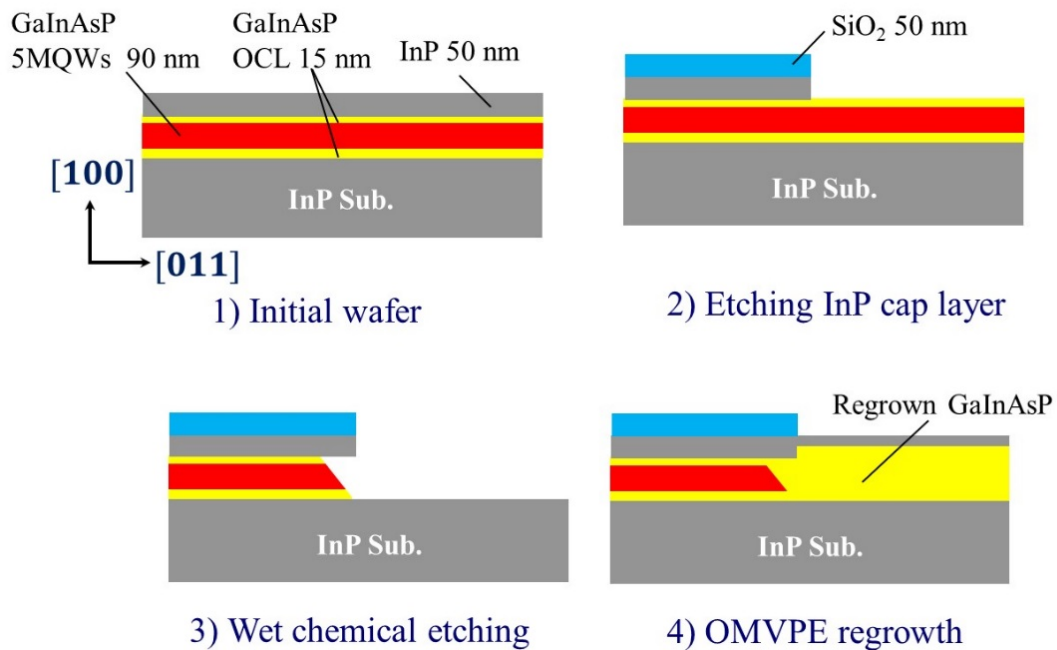 GaInAsP
5MQWs 90 nm
GaInAsP
OCL 15 nm
InP 50 nm
InP Sub.
[100]
[011]
1) Initial wafer
SiO₂ 50 nm
2) Etching InP cap layer
InP Sub.
3) Wet chemical etching
Regrown GaInAsP
InP Sub.
4) OMVPE regrowth